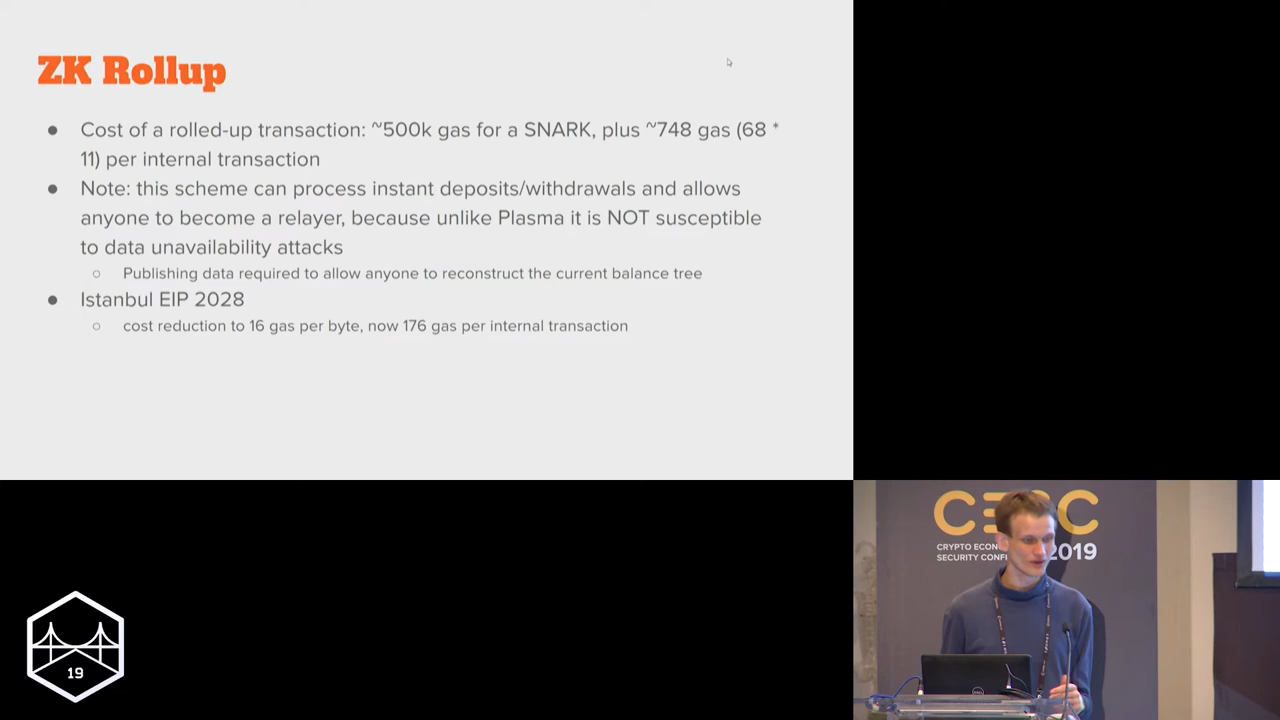 ZK Rollup
● Cost of a rolled-up transaction: ~500k gas for a SNARK, plus ~748 gas (68 *
11) per internal transaction
● Note: this scheme can process instant deposits/withdrawals and allows
anyone to become a relayer, because unlike Plasma it is NOT susceptible
to data unavailability attacks
○ Publishing data required to allow anyone to reconstruct the current balance tree
● Istanbul EIP 2028
○ cost reduction to 16 gas per byte, now 176 gas per internal transaction
CRYPTO
SECURITY
2019
19